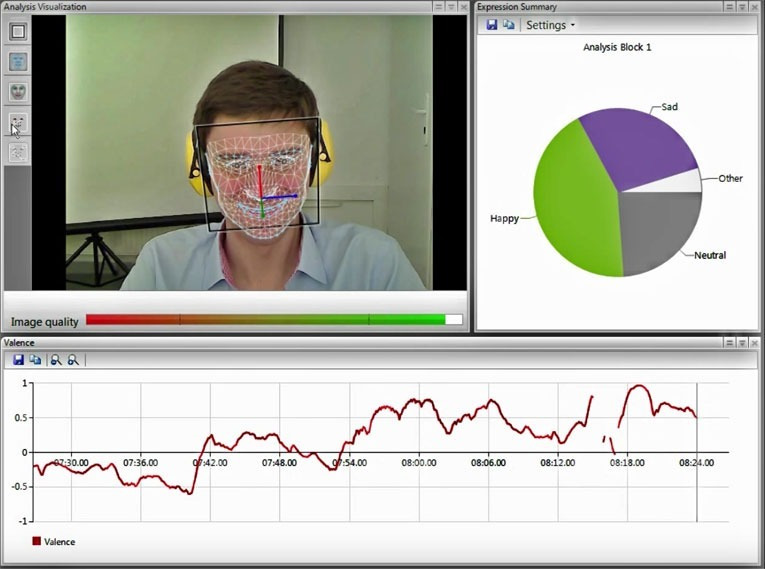 Analysis Visualization
Image quality
Expression Summary
Settings
Analysis Block 1
Sad
Other
Happy
Neutral
Valence
1
0.5
0
-0.5
-1
07:30.00 07:36.00 07:42.00 07:48.00 07:54.00 08:00.00 08:06.00 08:12.00 08:18.00 08:24.00
Valence